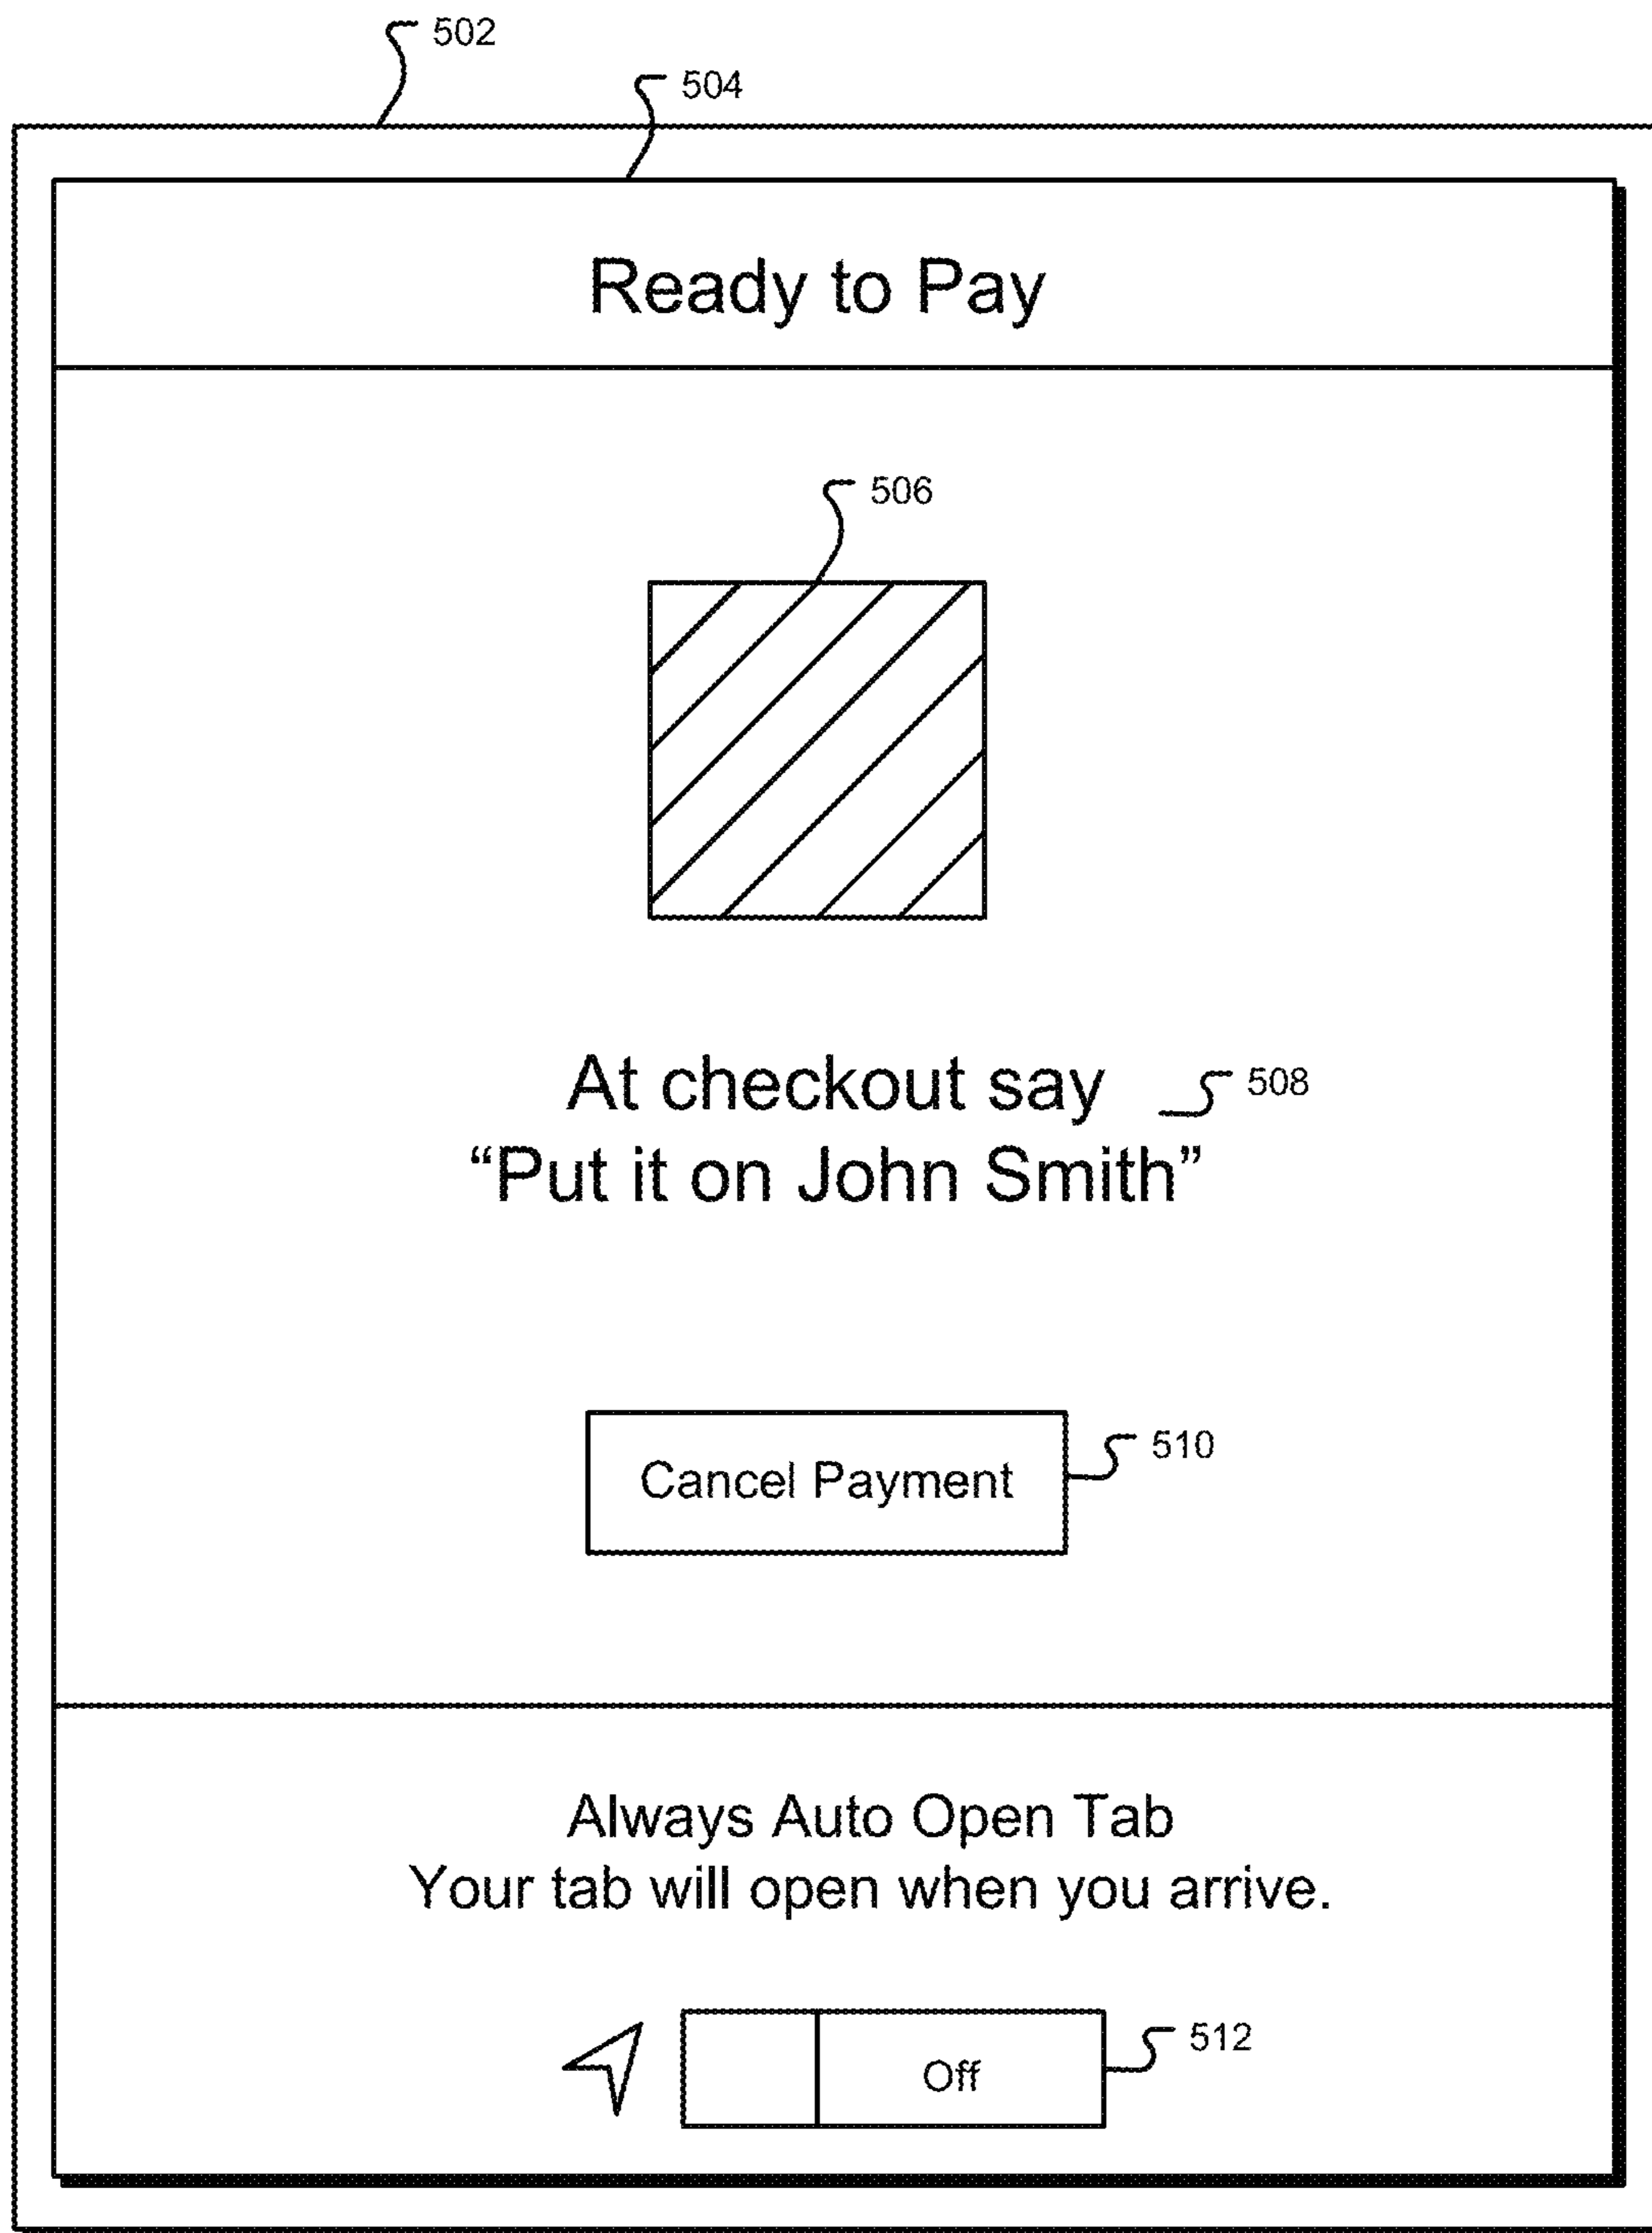 502
504
Ready to Pay
506
At checkout say
508
“Put it on John Smith”
Cancel Payment
510
Always Auto Open Tab
Your tab will open when you arrive.
Off
512